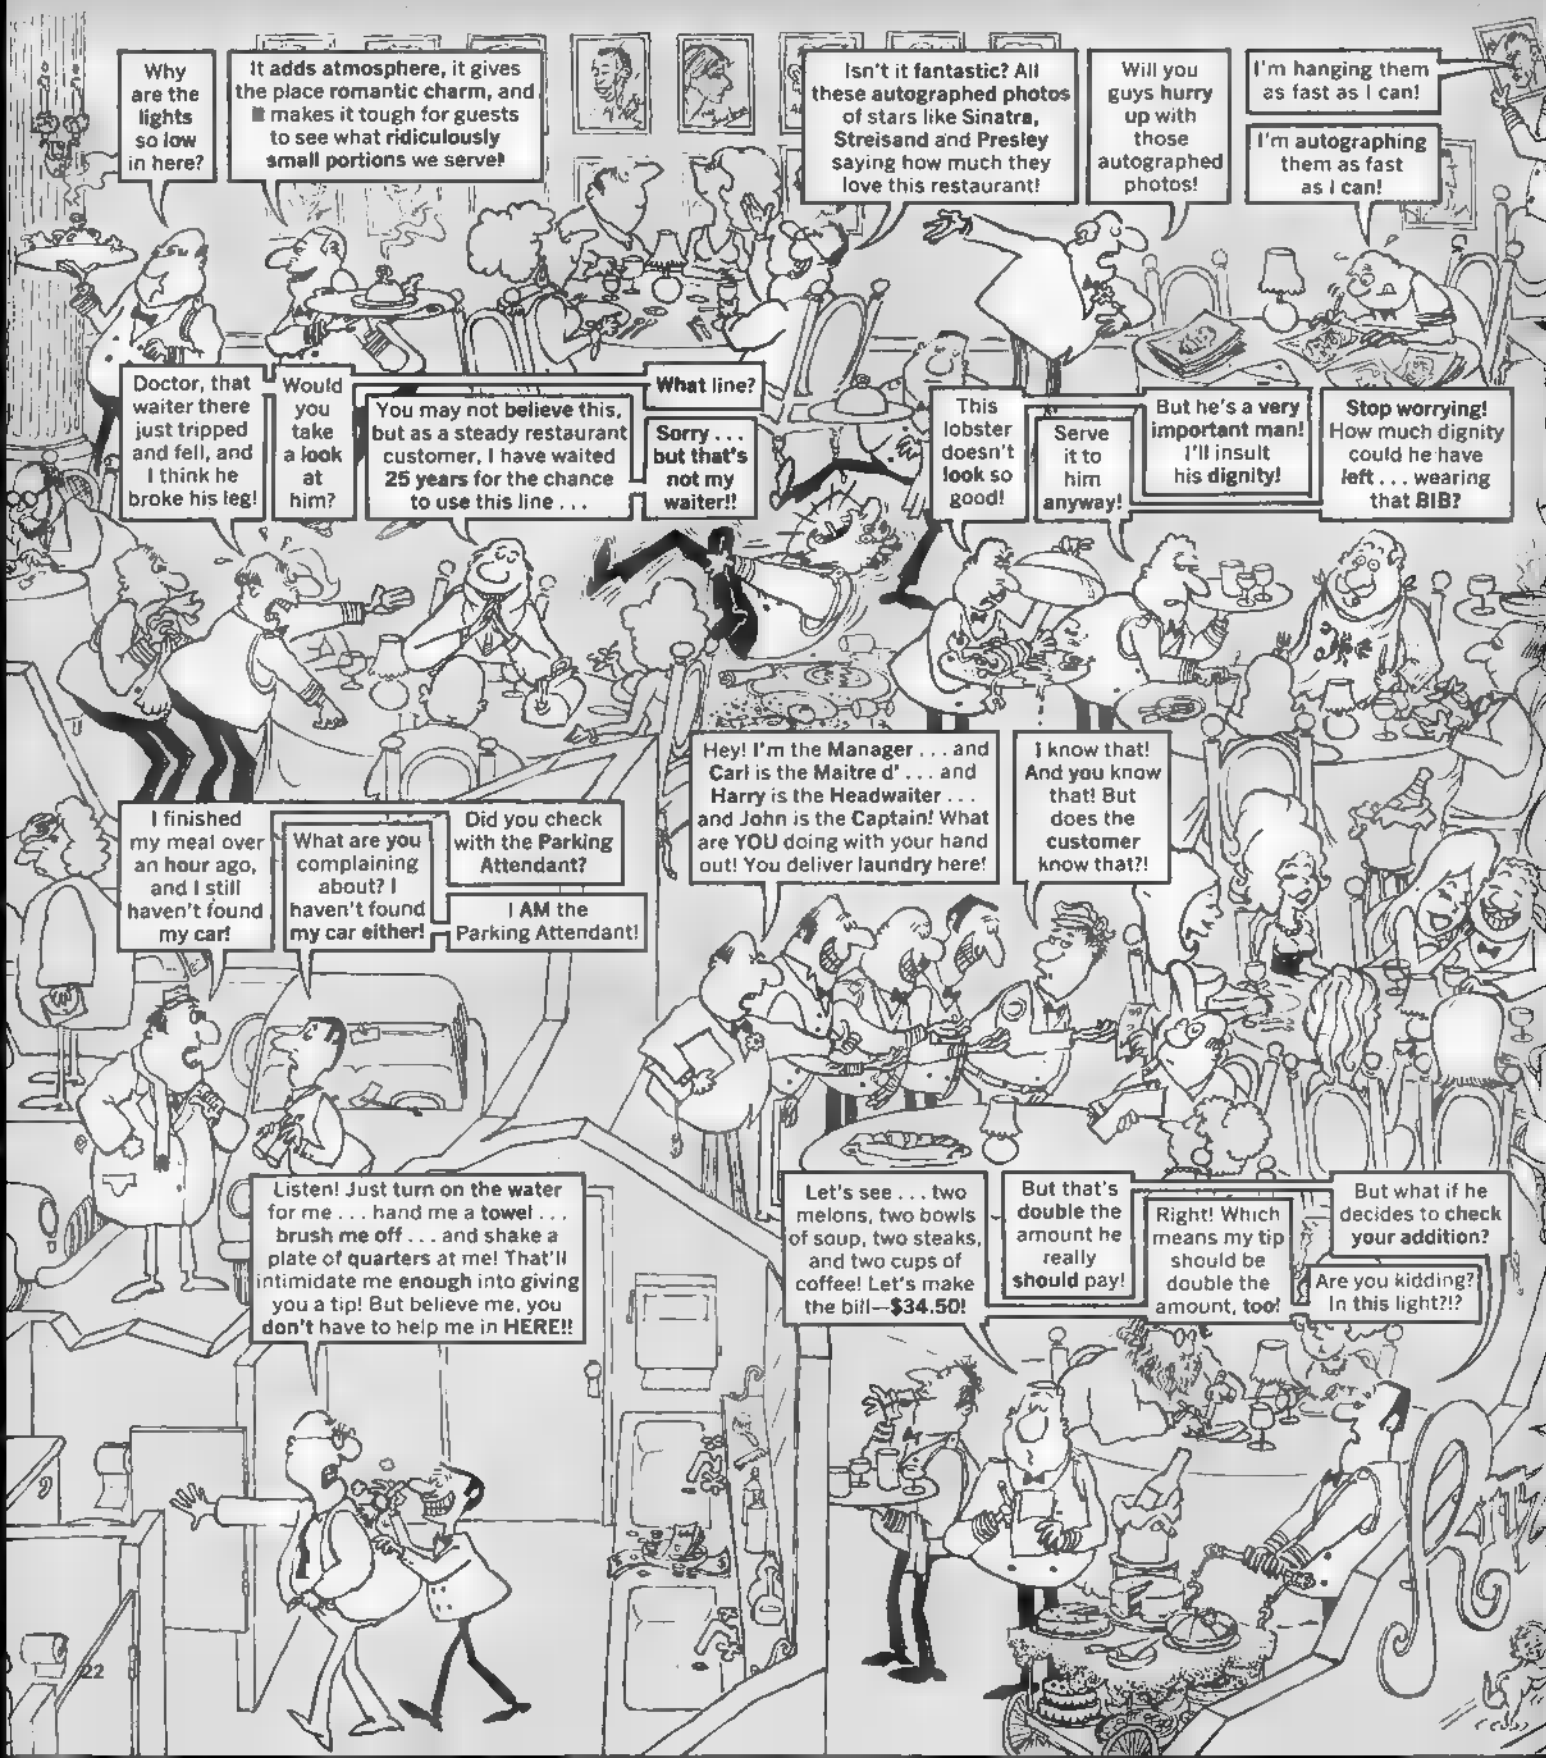 Why
are the
lights
so low
in here?
It adds atmosphere, it gives
the place romantic charm, and
it makes it tough for guests
to see what ridiculously
small portions we serve!
Isn't it fantastic? All
these autographed photos
of stars like Sinatra,
Streisand and Presley
saying how much they
love this restaurant!
Will you
guys hurry
up with
those
autographed
photos!
I'm hanging them
as fast as I can!
I'm autographing
them as fast
as I can!
Doctor, that
waiter there
just tripped
and fell, and
I think he
broke his leg!
Would
you
take
a look
at
him?
You may not believe this,
but as a steady restaurant
customer, I have waited
25 years for the chance
to use this line . . .
What line?
Sorry . . .
but that's
not my
waiter!!
This
lobster
doesn't
look so
good!
Serve
it to
him
anyway!
But he's a very
important man!
I'll insult
his dignity!
Stop worrying!
How much dignity
could he have
left . . . wearing
that BIB?
I finished
my meal over
an hour ago,
and I still
haven't found
my car!
What are you
complaining
about? I
haven't found
my car either!
Did you check
with the Parking
Attendant?
I AM the
Parking Attendant!
Hey! I'm the Manager . . . and
Carl is the Maitre d' . . . and
Harry is the Headwaiter . . .
and John is the Captain! What
are YOU doing with your hand
out! You deliver laundry here!
I know that!
And you know
that! But
does the
customer
know that?!
Listen! Just turn on the water
for me . . . hand me a towel . . .
brush me off . . . and shake a
plate of quarters at me! That'll
intimidate me enough into giving
you a tip! But believe me, you
don't have to help me in HERE!!
Let's see . . . two
melons, two bowls
of soup, two steaks,
and two cups of
coffee! Let's make
the bill—$34.50!
But that's
double the
amount he
really
should pay!
Right! Which
means my tip
should be
double the
amount, too!
But what if he
decides to check
your addition?
Are you kidding?
In this light?!?
22